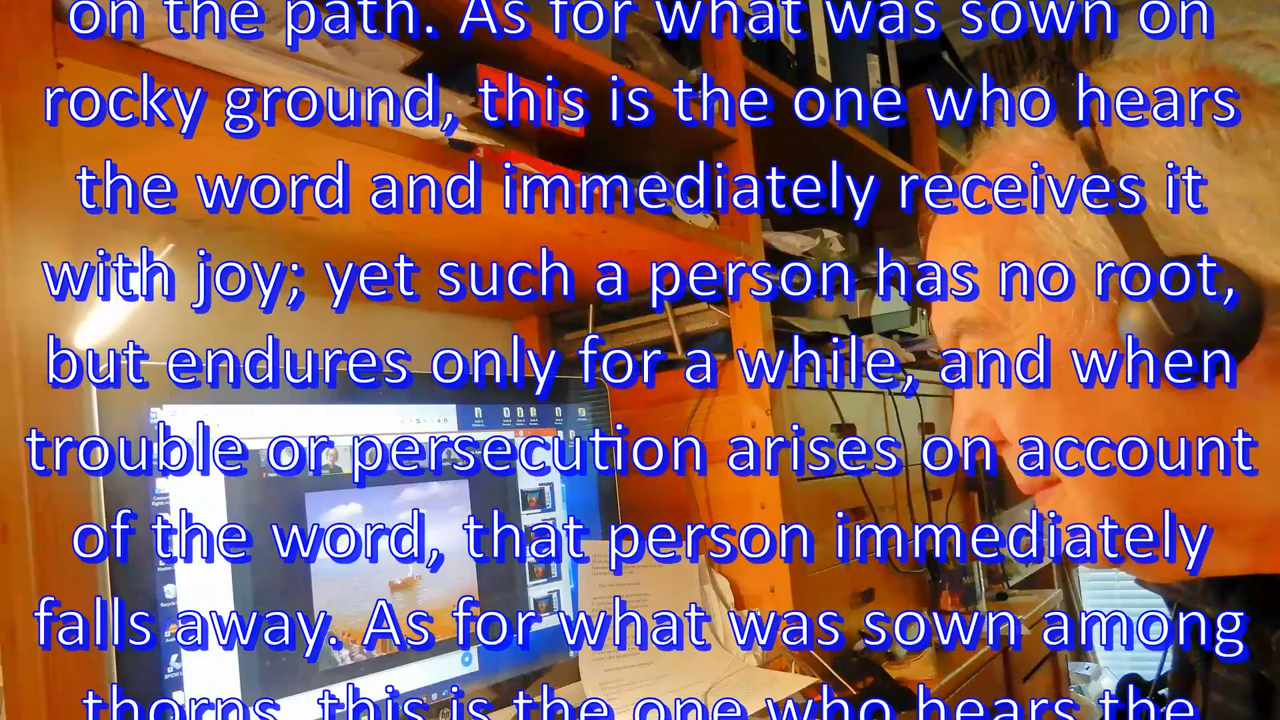 on the path. As for what was sown on
rocky ground, this is the one who hears
the word and immediately receives it
with joy; yet such a person has no root,
but endures only for a while, and when
trouble or persecution arises on account
of the word, that person immediately
falls away. As for what was sown among
thorns, this is the one who hears the